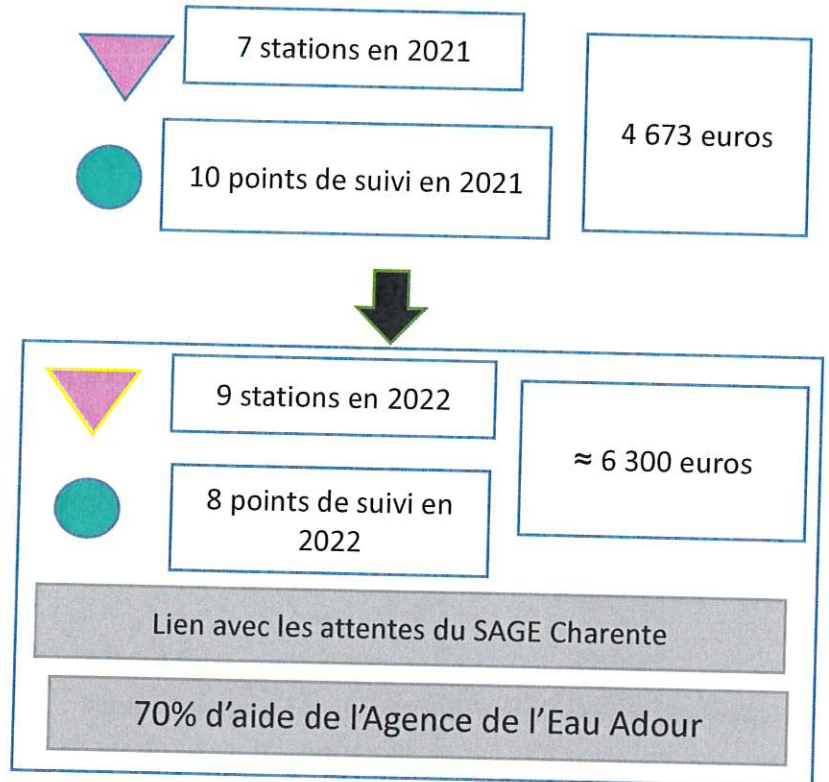 7 stations en 2021
4 673 euros
10 points de suivi en 2021
9 stations en 2022
≈ 6 300 euros
8 points de suivi en
2022
Lien avec les attentes du SAGE Charente
70% d'aide de l'Agence de l'Eau Adour